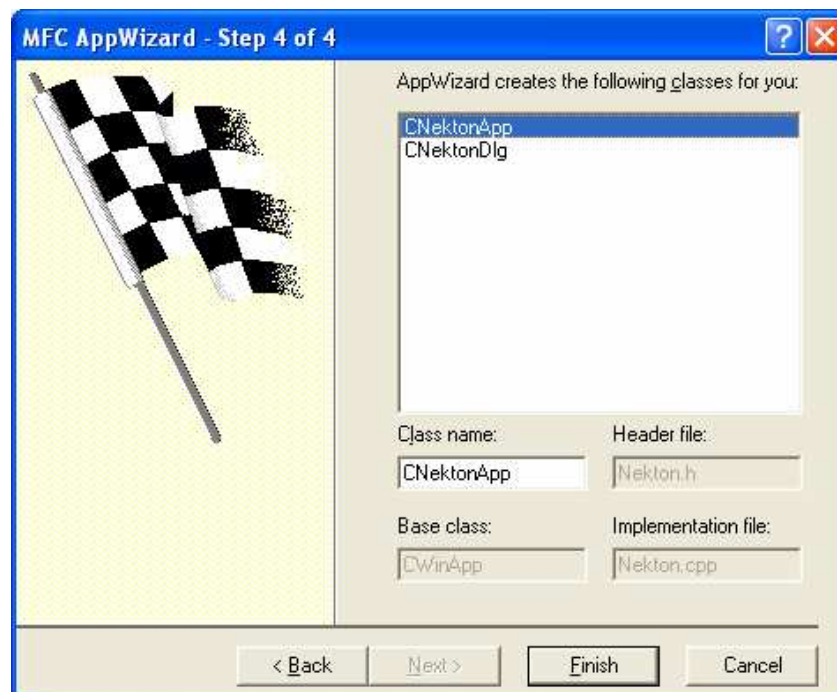 MFC AppWizard - Step 4 of 4
AppWizard creates the following classes for you:
CNektonApp
CNektonDlg
Class name:
Header file:
CNektonApp
Nekton.h
Base class:
Implementation file:
CWinApp
Nekton.cpp
< Back
Next >
Finish
Cancel